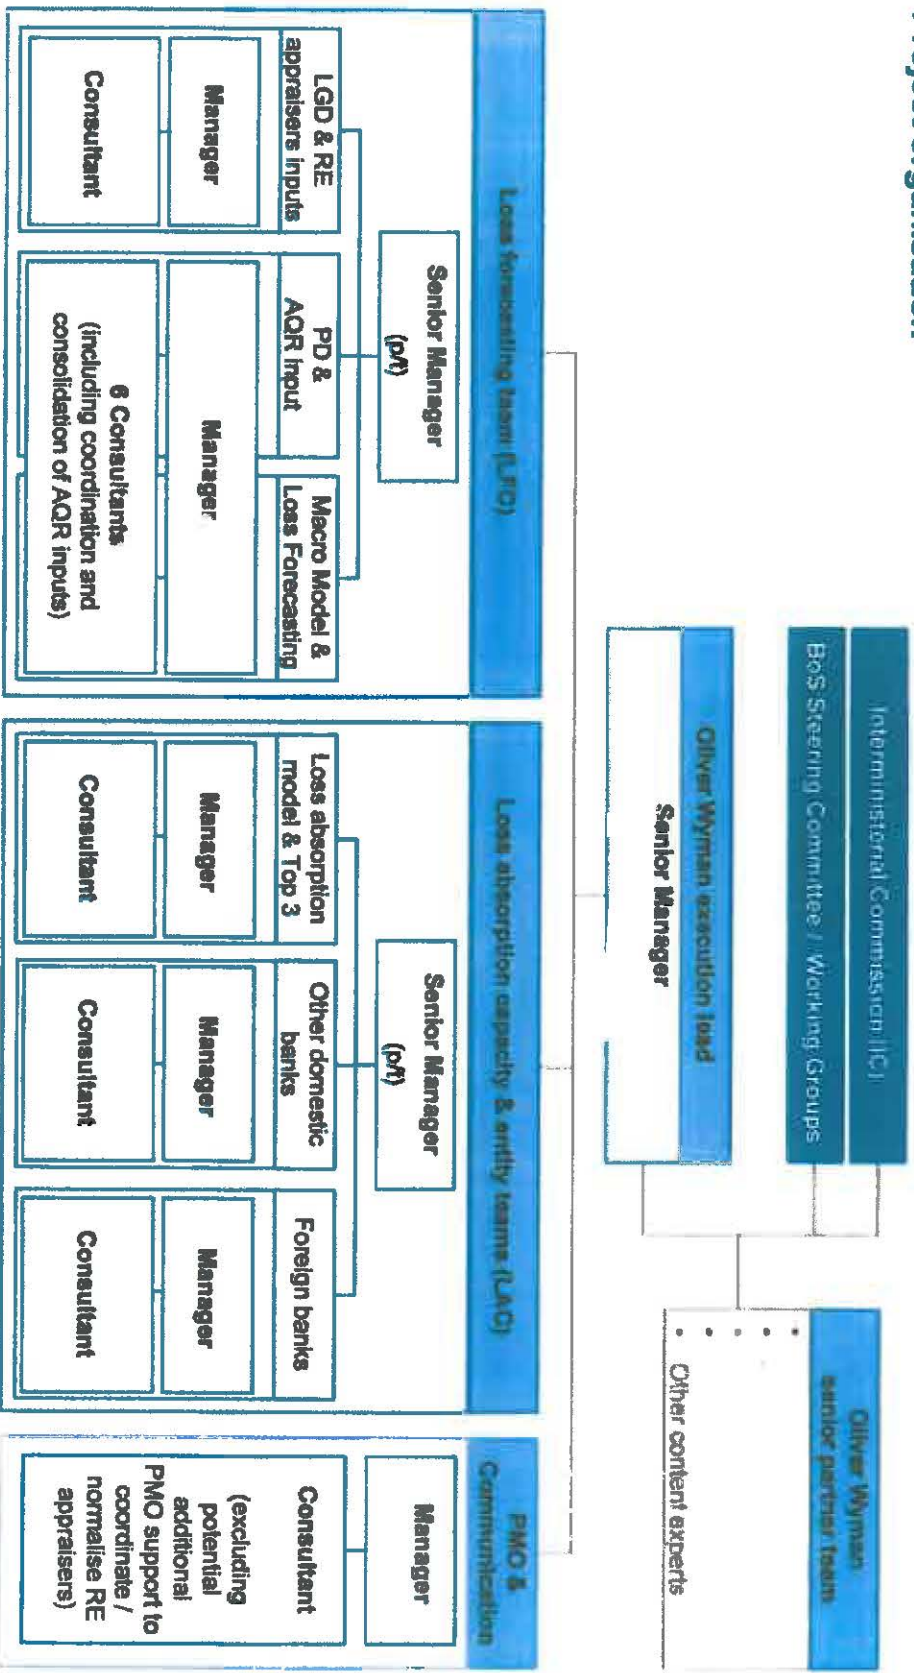 Project organisation
Interministerial Commission (IC)
BoS Steering Committee / Working Groups
Oliver Wyman execution lead
Senior Manager
Oliver Wyman
senior partner team
Other content experts
Loss forecasting team (LFC)
Senior Manager
(p/t)
LGD & RE
appraisers inputs
Manager
Consultant
PD &
AQR input
Macro Model &
Loss Forecasting
Manager
6 Consultants
(including coordination and
consolidation of AQR inputs)
Loss absorption capacity & entity teams (LAC)
Senior Manager
(p/t)
Loss absorption
model & Top 3
Manager
Consultant
Other domestic
banks
Manager
Consultant
Foreign banks
Manager
Consultant
PMO &
Communication
Manager
Consultant
(excluding
potential
additional
PMO support to
coordinate /
normalise RE
appraisers)